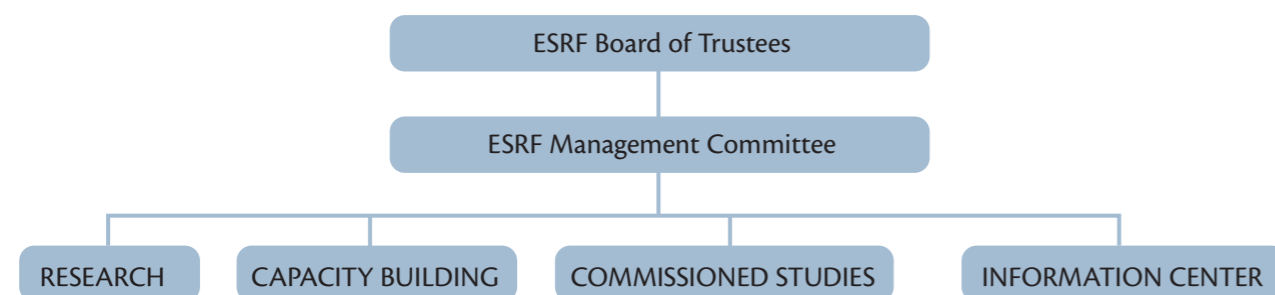 ESRF Board of Trustees
ESRF Management Committee
RESEARCH
CAPACITY BUILDING
COMMISSIONED STUDIES
INFORMATION CENTER